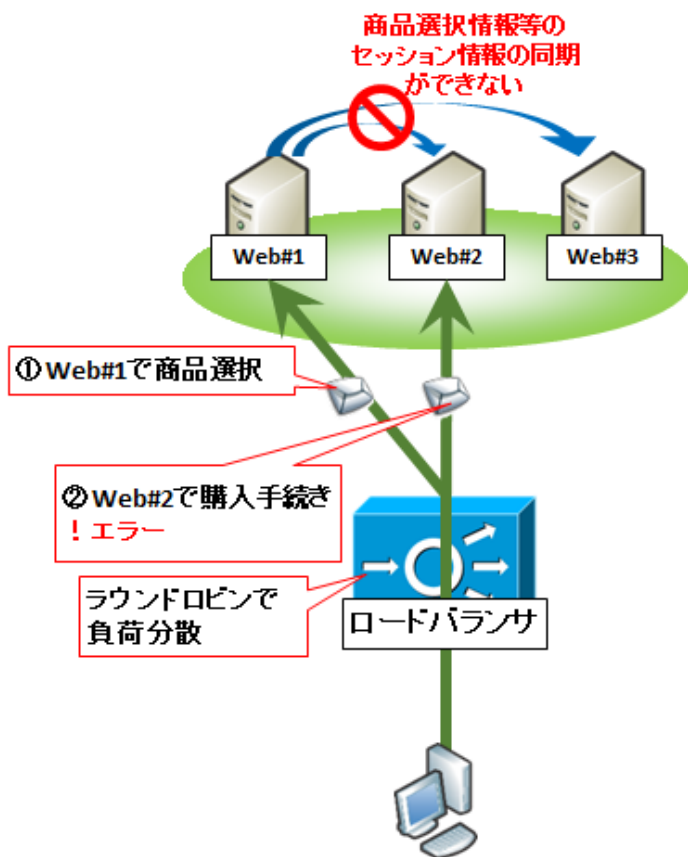 商品選択情報等の
セッション情報の同期
ができない
Web#1
Web#2
Web#3
①Web#1で商品選択
②Web#2で購入手続き
！エラー
ラウンドロビンで
負荷分散
ロードバランサ